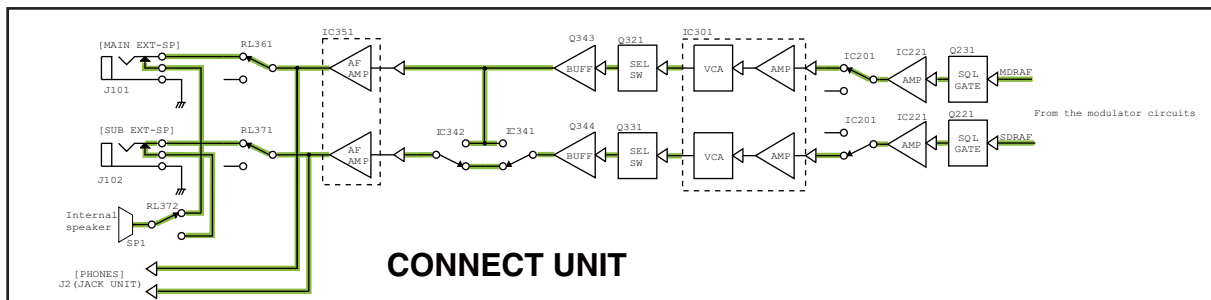 [MAIN EXT-SP]
J101
RL361
IC351
AF
AMP
Q343
BUFF
Q321
SEL
SW
IC301
VCA
AMP
IC201
IC221
AMP
Q231
SQL
GATE
MDRAF
From the modulator circuits
[SUB EXT-SP]
J102
RL371
AF
AMP
IC342
IC341
Q344
BUFF
Q331
SEL
SW
VCA
AMP
IC201
IC221
AMP
Q221
SQL
GATE
SDRAF
Internal
speaker
SP1
RL372
[PHONES]
J2(JACK UNIT)
CONNECT UNIT